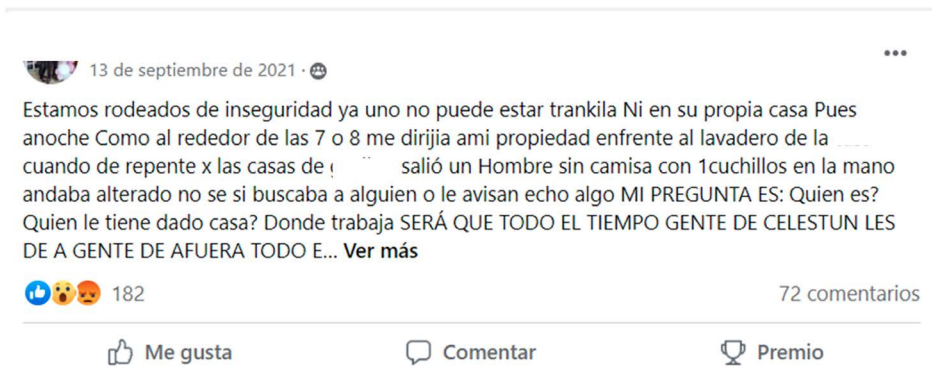 13 de septiembre de 2021 ·
Estamos rodeados de inseguridad ya uno no puede estar trankila Ni en su propia casa Pues
anoche Como al rededor de las 7 o 8 me dirijia ami propiedad enfrente al lavadero de la
cuando de repente x las casas de salió un Hombre sin camisa con 1cuchillos en la mano
andaba alterado no se si buscaba a alguien o le avisan echo algo MI PREGUNTA ES: Quien es?
Quien le tiene dado casa? Donde trabaja SERÁ QUE TODO EL TIEMPO GENTE DE CELESTUN LES
DE A GENTE DE AFUERA TODO E... Ver más
182 72 comentarios
Me gusta Comentar Premio